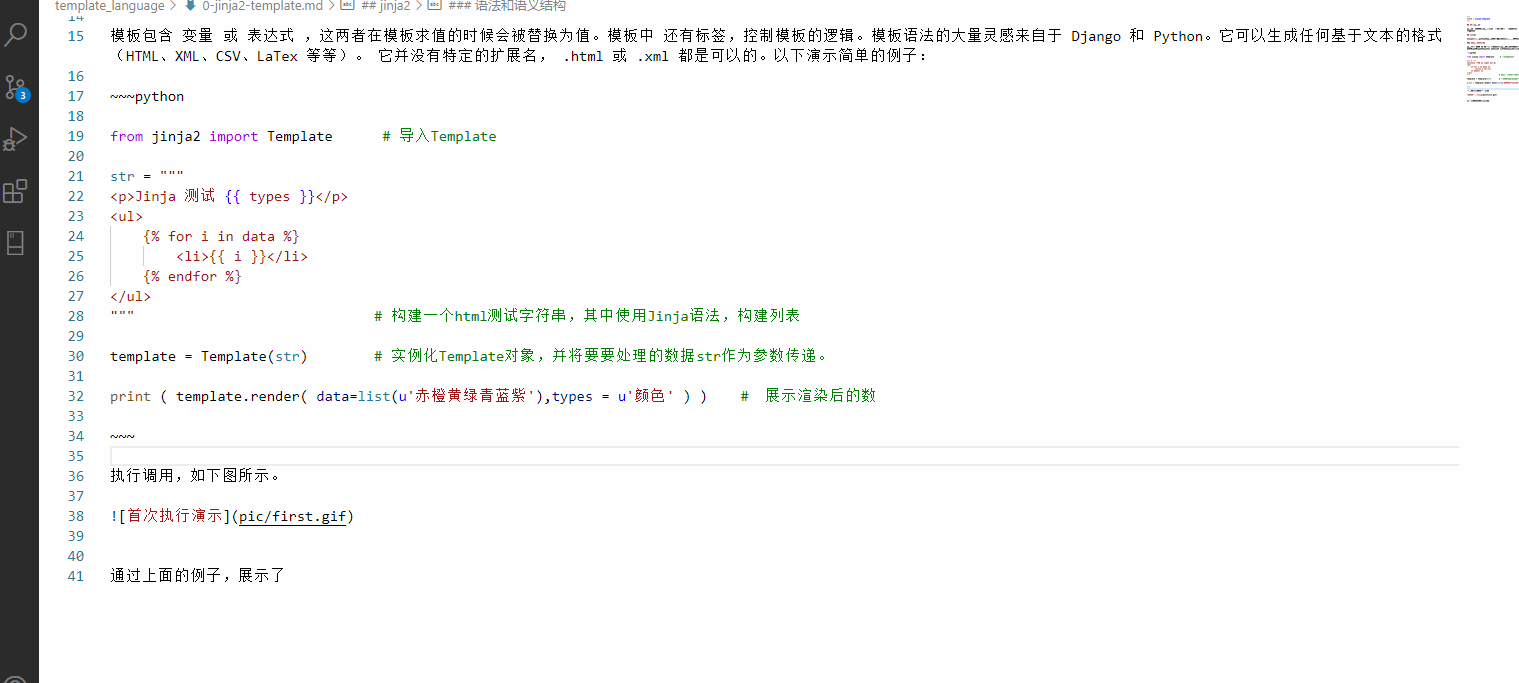 template_language > 0-jinja2-template.md > ## jinja2 > ### 语法和语义结构
14
15 模板包含 变量 或 表达式 ，这两者在模板求值的时候会被替换为值。模板中 还有标签，控制模板的逻辑。模板语法的大量灵感来自于 Django 和 Python。它可以生成任何基于文本的格式
（HTML、XML、CSV、LaTex 等等）。 它并没有特定的扩展名， .html 或 .xml 都是可以的。以下演示简单的例子：
16
17 ~~~python
18
19 from jinja2 import Template      # 导入Template
20
21 str = """
22 <p>Jinja 测试 {{ types }}</p>
23 <ul>
24     {% for i in data %}
25         <li>{{ i }}</li>
26     {% endfor %}
27 </ul>
28 """                             # 构建一个html测试字符串，其中使用Jinja语法，构建列表
29
30 template = Template(str)        # 实例化Template对象，并将要要处理的数据str作为参数传递。
31
32 print ( template.render( data=list(u'赤橙黄绿青蓝紫'),types = u'颜色' ) )    #  展示渲染后的数
33
34 ~~~
35
36 执行调用，如下图所示。
37
38 ![首次执行演示](pic/first.gif)
39
40
41 通过上面的例子，展示了
3